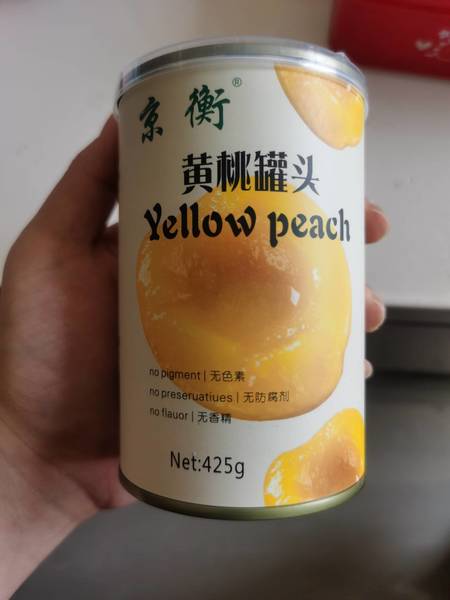 京衡®
黄桃罐头
Yellow peach
no pigment | 无色素
no preseruatiues | 无防腐剂
no flauor | 无香精
Net:425g